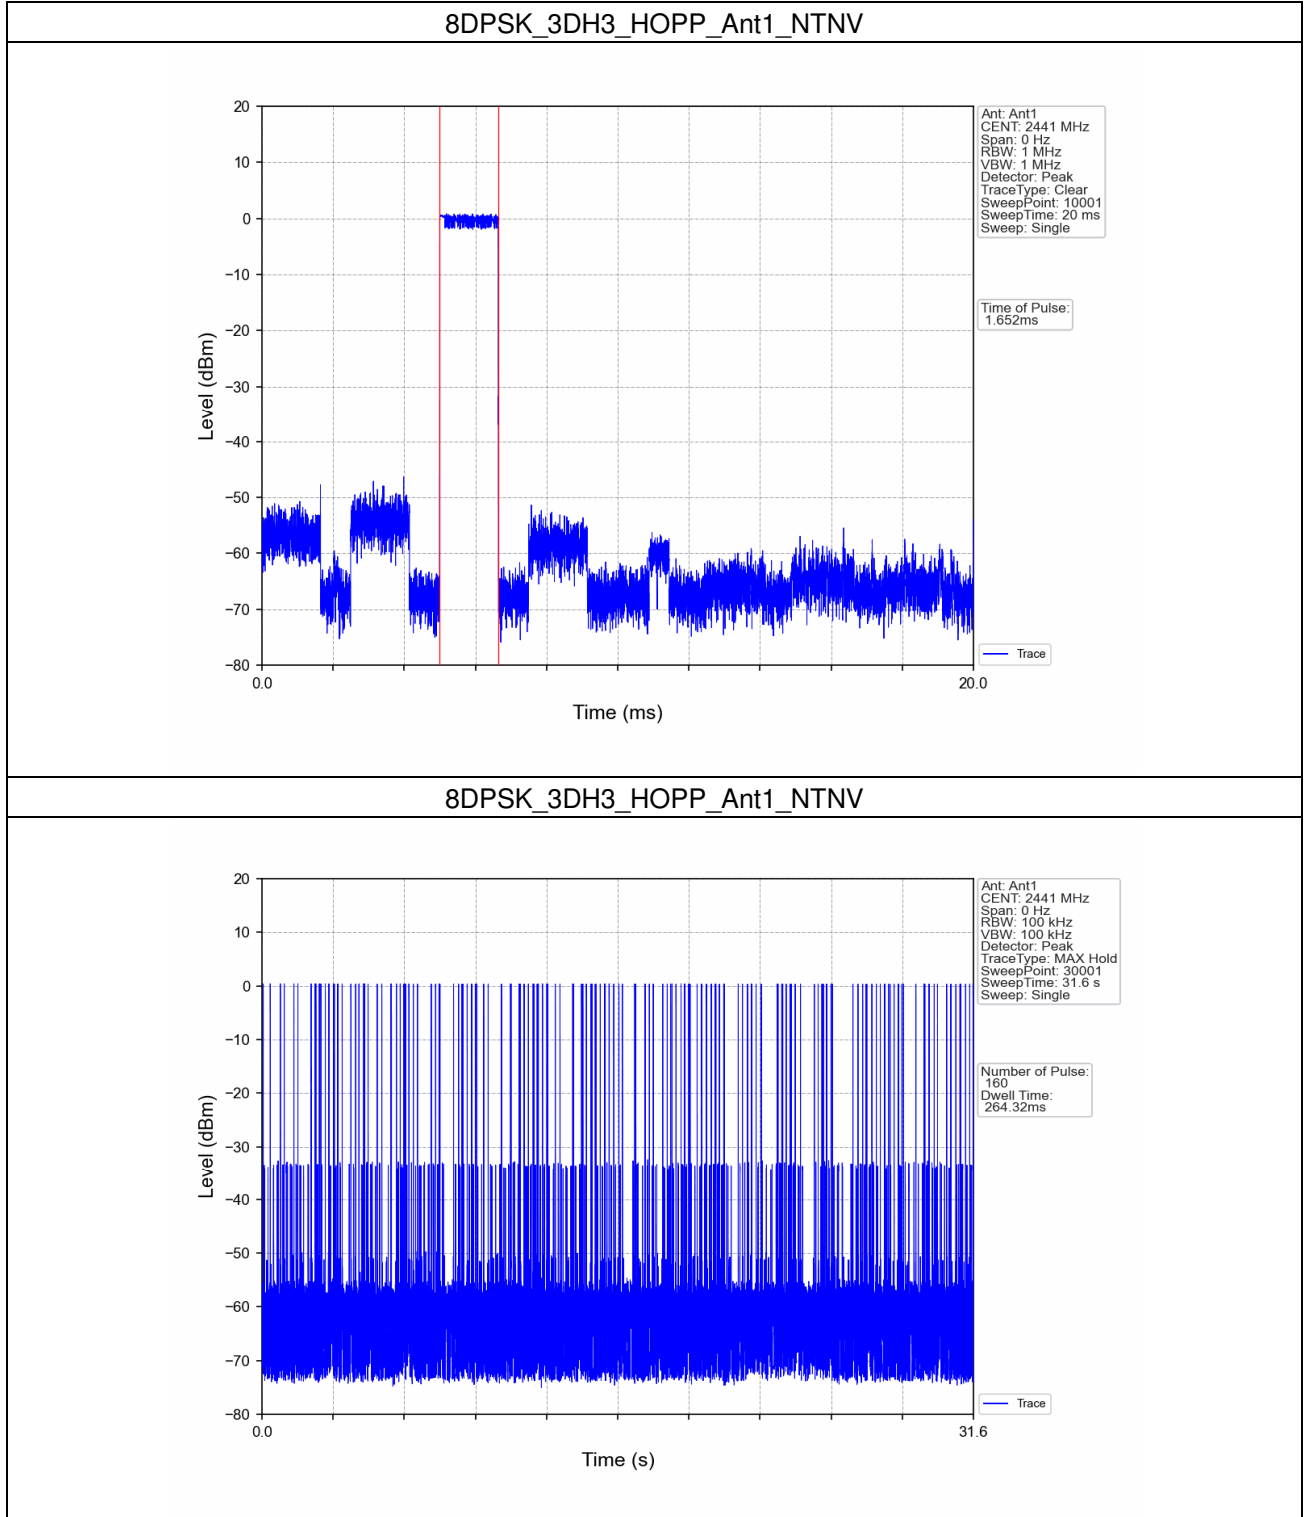 8DPSK_3DH3_HOPP_Ant1_NTNV
20
10
0
−10
−20
−30
−40
−50
−60
−70
−80
Level (dBm)
0.0
20.0
Time (ms)
Ant: Ant1
CENT: 2441 MHz
Span: 0 Hz
RBW: 1 MHz
VBW: 1 MHz
Detector: Peak
TraceType: Clear
SweepPoint: 10001
SweepTime: 20 ms
Sweep: Single
Time of Pulse:
1.652ms
Trace
8DPSK_3DH3_HOPP_Ant1_NTNV
20
10
0
−10
−20
−30
−40
−50
−60
−70
−80
Level (dBm)
0.0
31.6
Time (s)
Ant: Ant1
CENT: 2441 MHz
Span: 0 Hz
RBW: 100 kHz
VBW: 100 kHz
Detector: Peak
TraceType: MAX Hold
SweepPoint: 30001
SweepTime: 31.6 s
Sweep: Single
Number of Pulse:
160
Dwell Time:
264.32ms
Trace